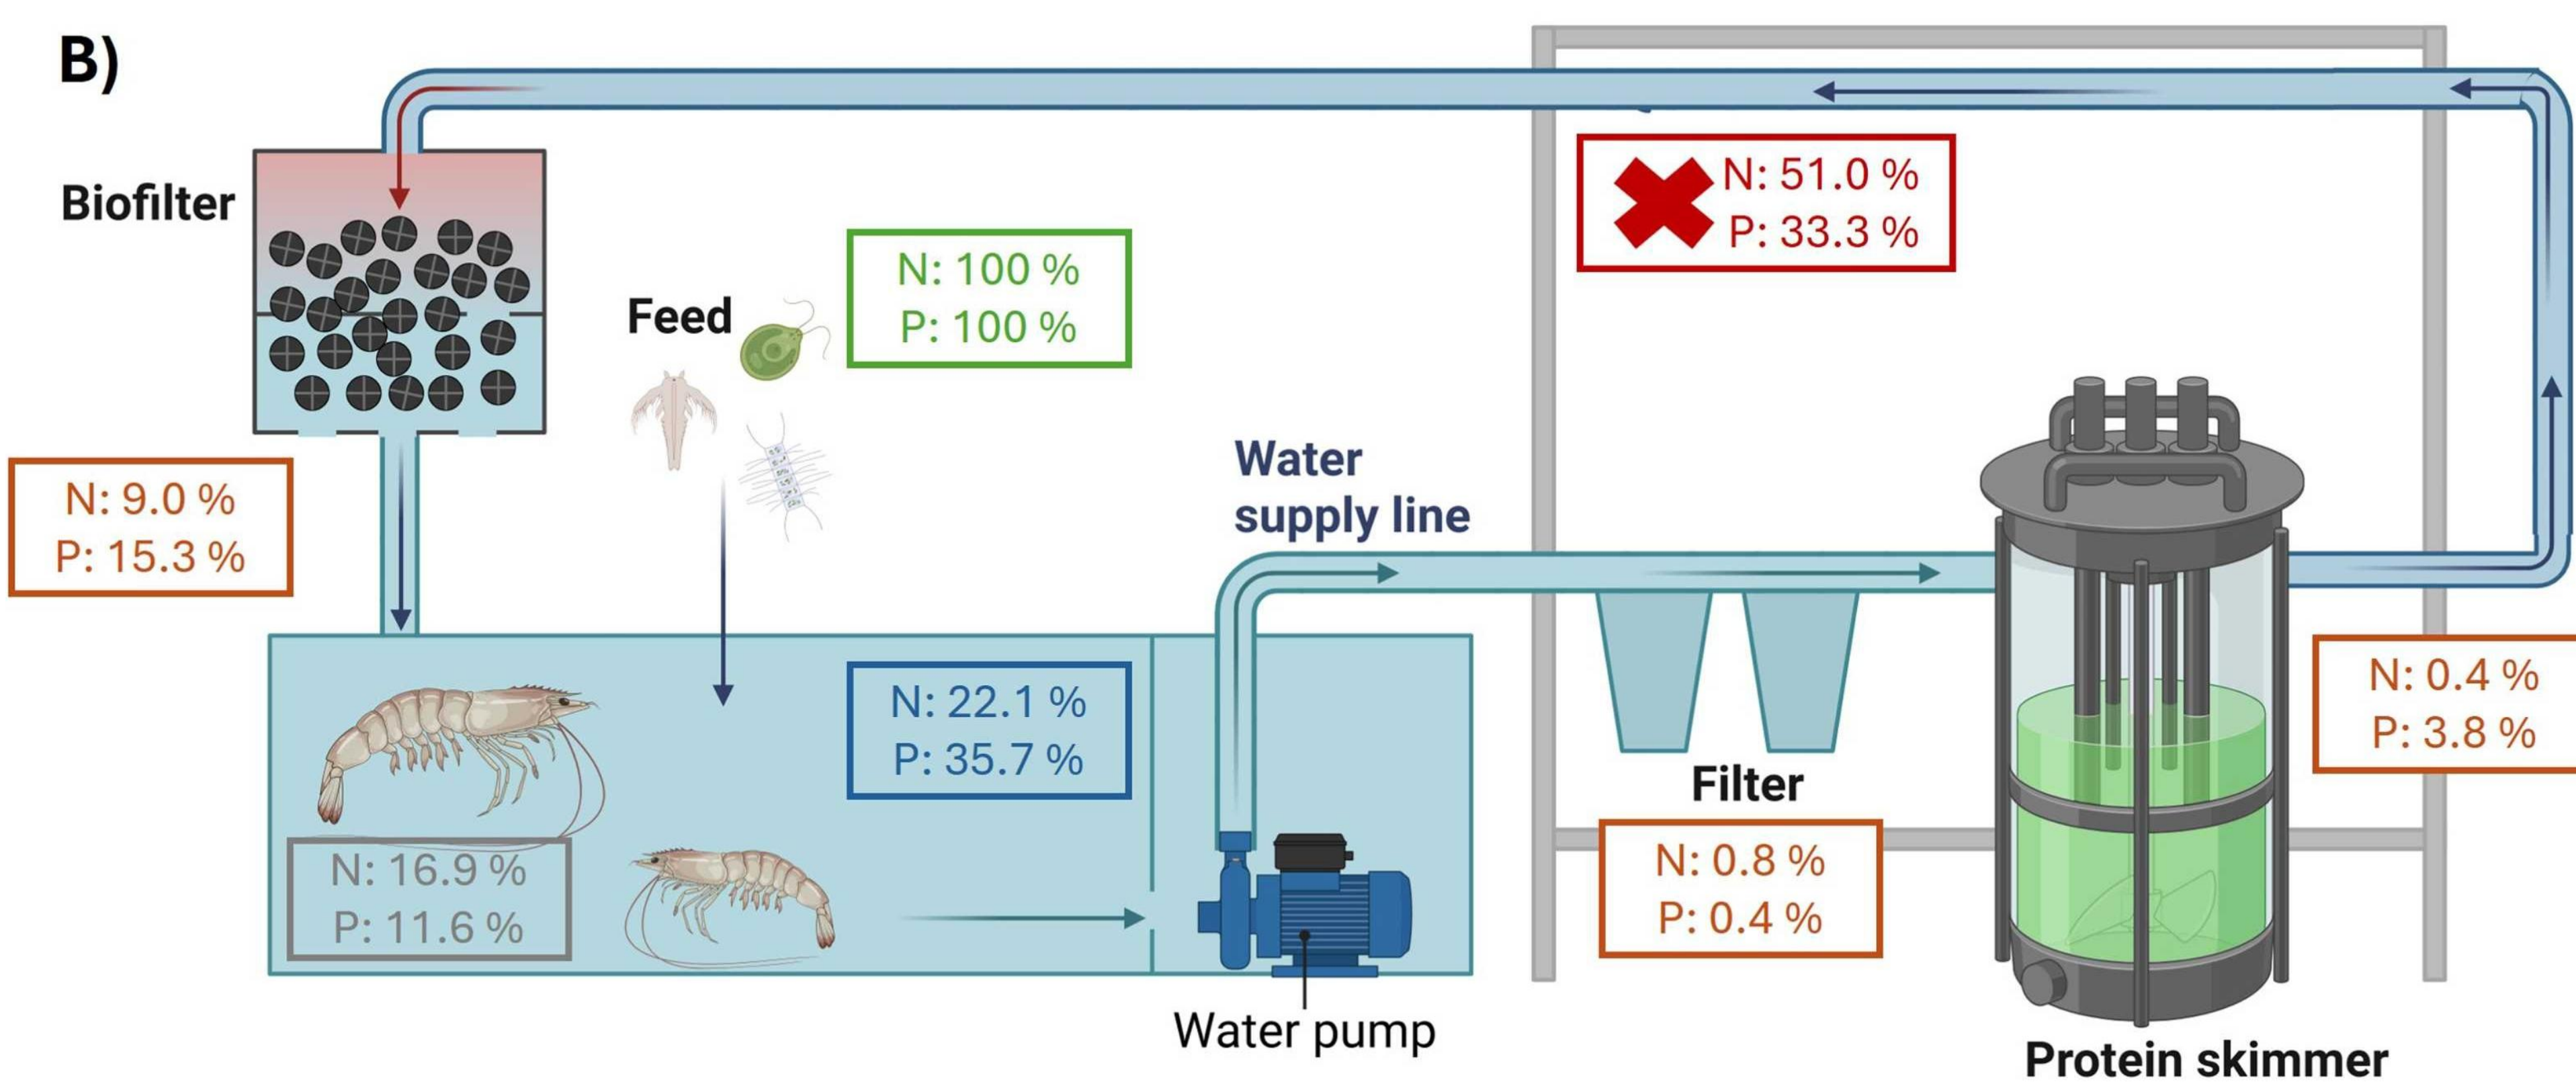 B)
Biofilter
N: 51.0 %
P: 33.3 %
Feed
N: 100 %
P: 100 %
Water
supply line
N: 9.0 %
P: 15.3 %
N: 22.1 %
P: 35.7 %
N: 0.4 %
P: 3.8 %
Filter
N: 0.8 %
P: 0.4 %
N: 16.9 %
P: 11.6 %
Water pump
Protein skimmer